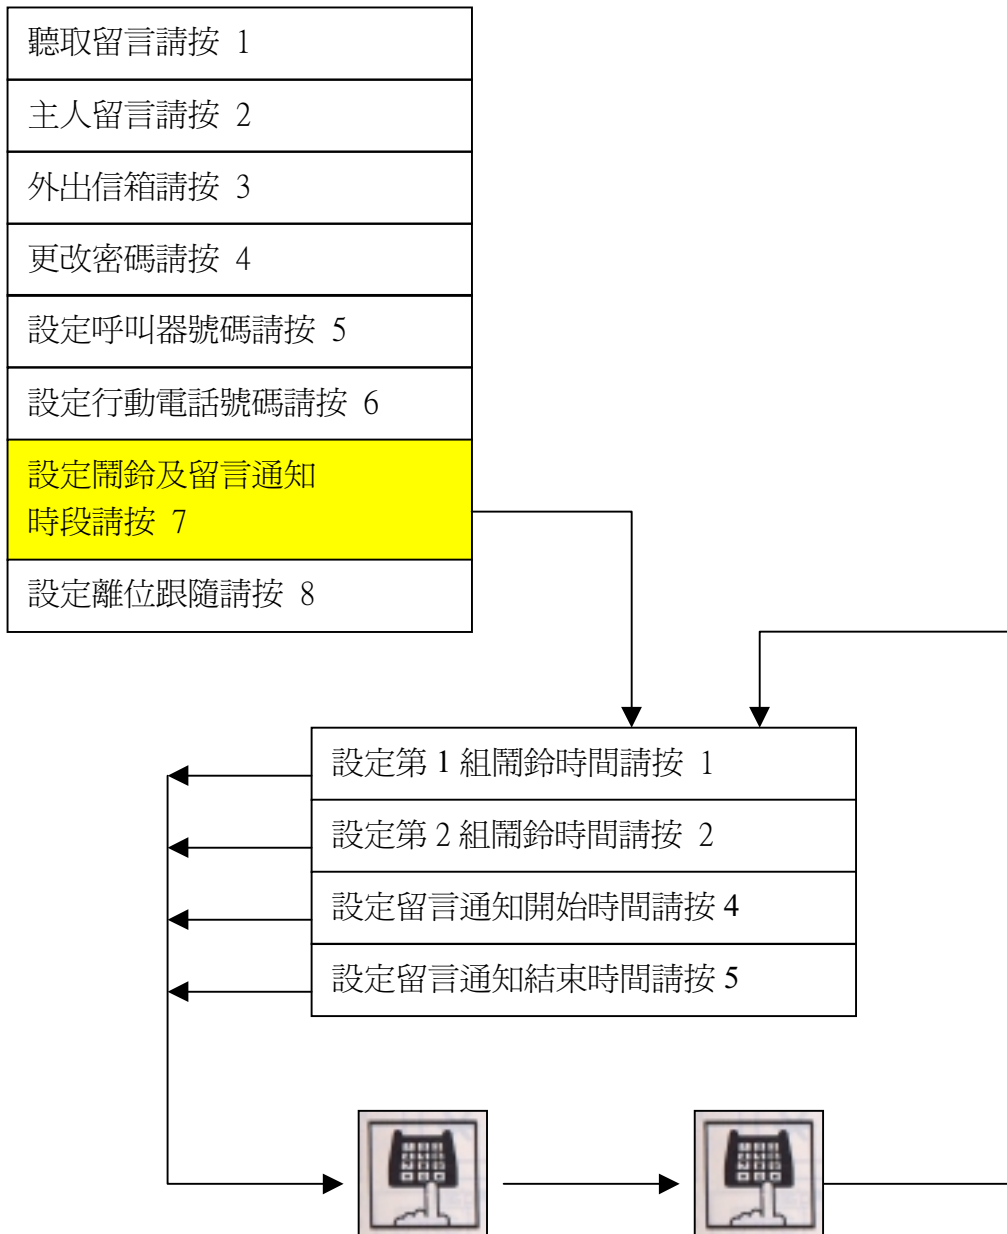 聽取留言請按 1
主人留言請按 2
外出信箱請按 3
更改密碼請按 4
設定呼叫器號碼請按 5
設定行動電話號碼請按 6
設定鬧鈴及留言通知
時段請按 7
設定離位跟隨請按 8
設定第 1 組鬧鈴時間請按 1
設定第 2 組鬧鈴時間請按 2
設定留言通知開始時間請按 4
設定留言通知結束時間請按 5